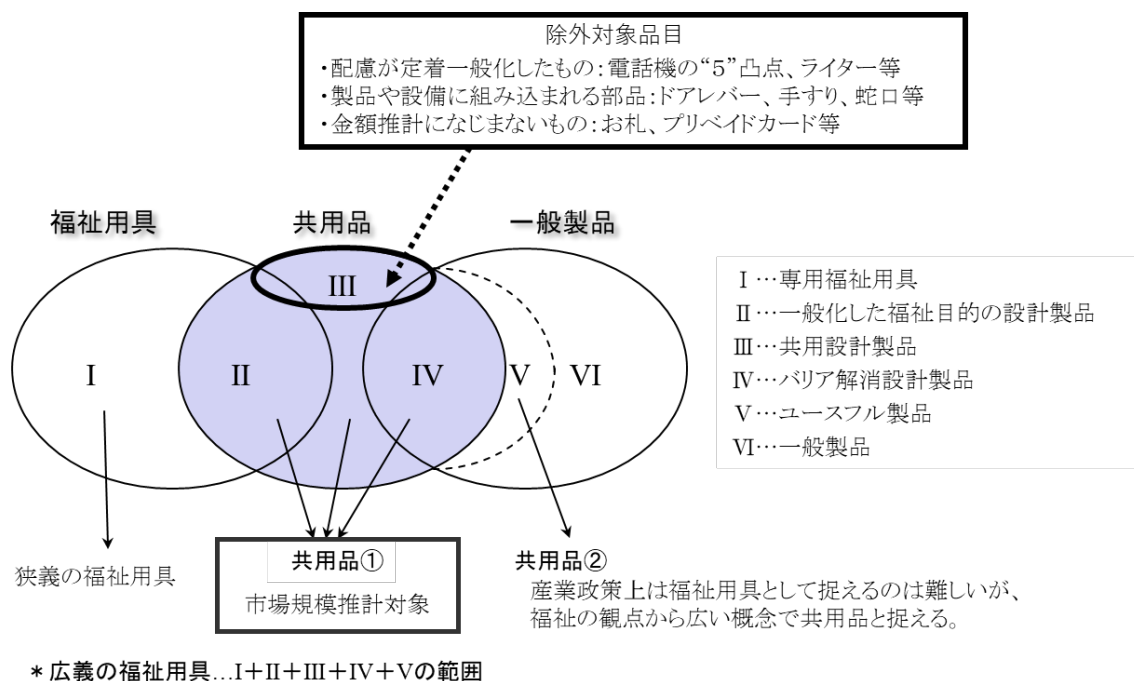 除外対象品目
・配慮が定着一般化したもの：電話機の“5”凸点、ライター等
・製品や設備に組み込まれる部品：ドアレバー、手すり、蛇口等
・金額推計になじまないもの：お札、プリペイドカード等
福祉用具
共用品
一般製品
Ⅰ
Ⅱ
Ⅲ
Ⅳ
Ⅴ
Ⅵ
Ⅰ…専用福祉用具
Ⅱ…一般化した福祉目的の設計製品
Ⅲ…共用設計製品
Ⅳ…バリア解消設計製品
Ⅴ…ユースフル製品
Ⅵ…一般製品
狭義の福祉用具
共用品①
市場規模推計対象
共用品②
産業政策上は福祉用具として捉えるのは難しいが、
福祉の観点から広い概念で共用品と捉える。
＊広義の福祉用具…Ⅰ＋Ⅱ＋Ⅲ＋Ⅳ＋Ⅴの範囲